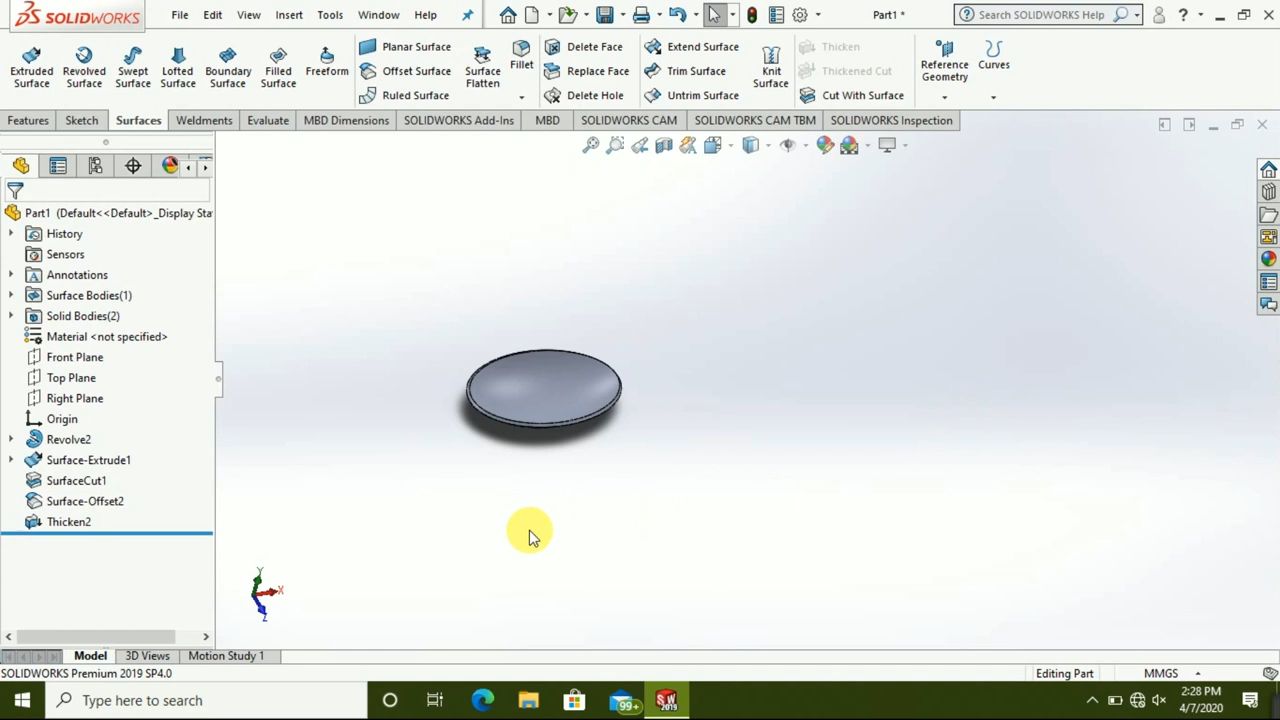 SOLIDWORKS File Edit View Insert Tools Window Help Part1 * Search SOLIDWORKS Help ?
Extruded Surface Revolved Surface Swept Surface Lofted Surface Boundary Surface Filled Surface Freeform
Planar Surface
Offset Surface
Ruled Surface
Surface Flatten
Fillet
Delete Face
Replace Face
Delete Hole
Extend Surface
Trim Surface
Untrim Surface
Knit Surface
Thicken
Thickened Cut
Cut With Surface
Reference Geometry
Curves
Features Sketch Surfaces Weldments Evaluate MBD Dimensions SOLIDWORKS Add-Ins MBD SOLIDWORKS CAM SOLIDWORKS CAM TBM SOLIDWORKS Inspection
Part1 (Default<<Default>_Display Sta
History
Sensors
Annotations
Surface Bodies(1)
Solid Bodies(2)
Material <not specified>
Front Plane
Top Plane
Right Plane
Origin
Revolve2
Surface-Extrude1
SurfaceCut1
Surface-Offset2
Thicken2
Y
X
Z
Model 3D Views Motion Study 1
SOLIDWORKS Premium 2019 SP4.0 Editing Part MMGS
Type here to search 99+ SW 2019 2:28 PM
4/7/2020